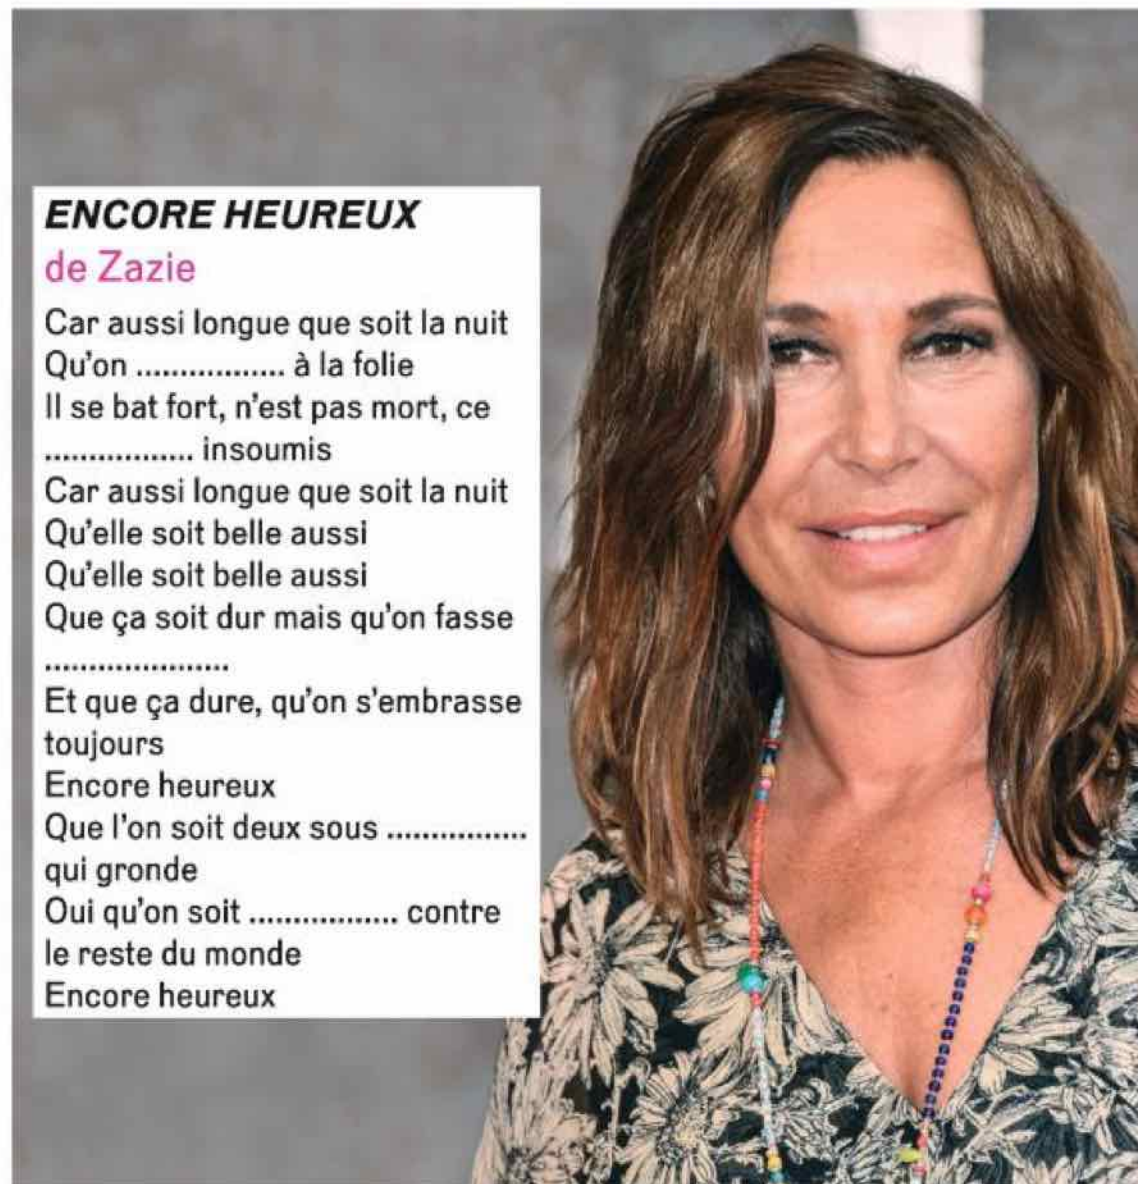 ENCORE HEUREUX
de Zazie
Car aussi longue que soit la nuit
Qu'on ................. à la folie
Il se bat fort, n'est pas mort, ce
................. insoumis
Car aussi longue que soit la nuit
Qu'elle soit belle aussi
Qu'elle soit belle aussi
Que ça soit dur mais qu'on fasse
.....................
Et que ça dure, qu'on s'embrasse
toujours
Encore heureux
Que l'on soit deux sous ................
qui gronde
Oui qu'on soit ................. contre
le reste du monde
Encore heureux